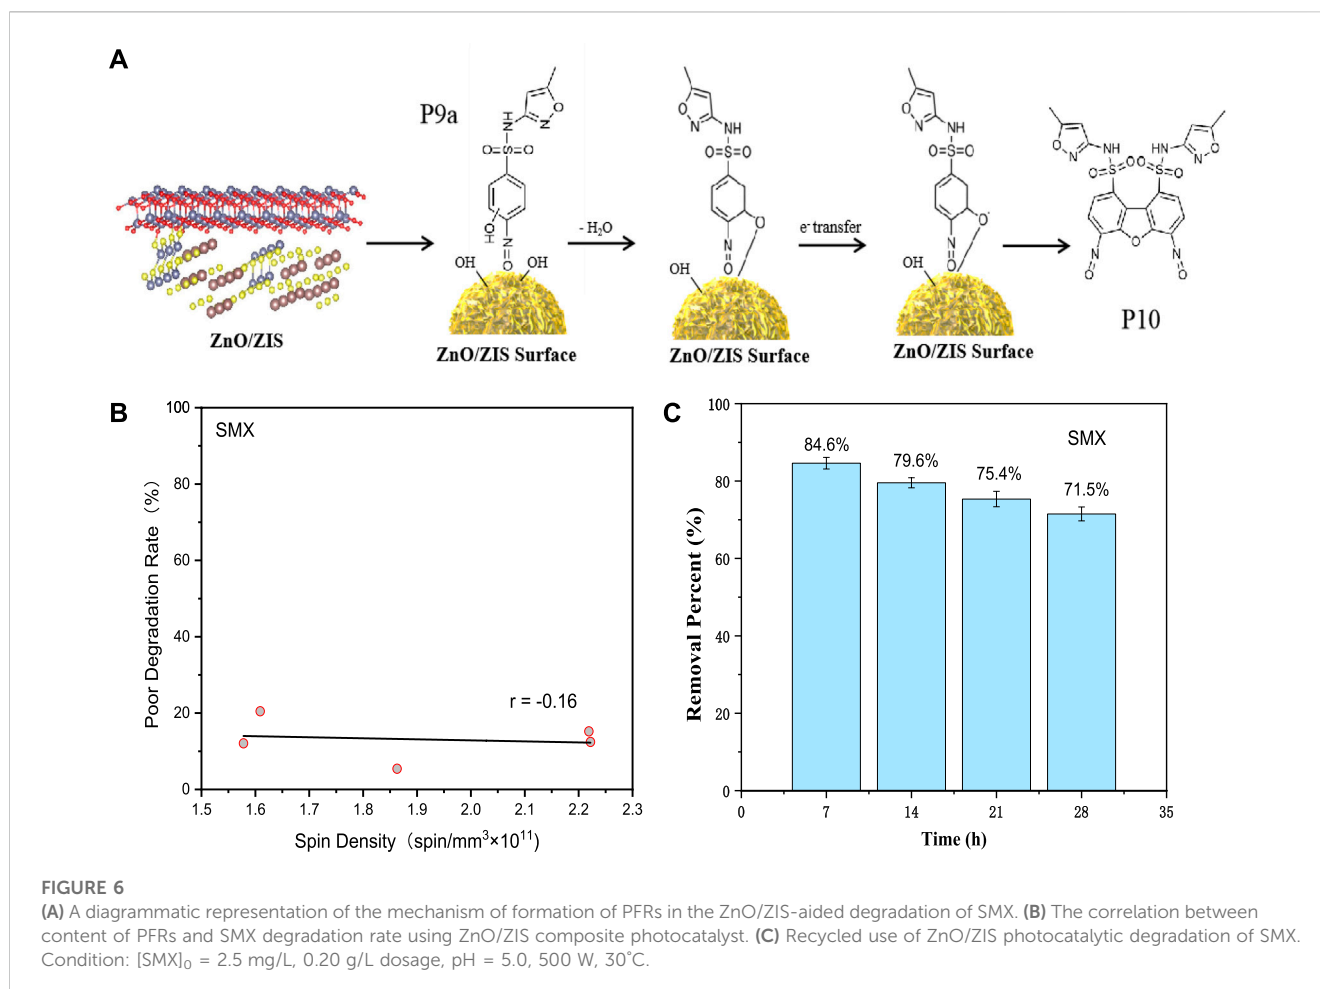 A
P9a
ZnO/ZIS
OH
OH
ZnO/ZIS Surface
- H2O
OH
ZnO/ZIS Surface
e- transfer
OH
ZnO/ZIS Surface
P10
B
SMX
r = -0.16
Poor Degradation Rate (%)
100
80
60
40
20
0
1.5 1.6 1.7 1.8 1.9 2.0 2.1 2.2 2.3
Spin Density (spin/mm³×10¹¹)
C
SMX
84.6%
79.6%
75.4%
71.5%
Removal Percent (%)
100
80
60
40
20
0
0 7 14 21 28 35
Time (h)
FIGURE 6
(A) A diagrammatic representation of the mechanism of formation of PFRs in the ZnO/ZIS-aided degradation of SMX. (B) The correlation between
content of PFRs and SMX degradation rate using ZnO/ZIS composite photocatalyst. (C) Recycled use of ZnO/ZIS photocatalytic degradation of SMX.
Condition: [SMX]0 = 2.5 mg/L, 0.20 g/L dosage, pH = 5.0, 500 W, 30°C.